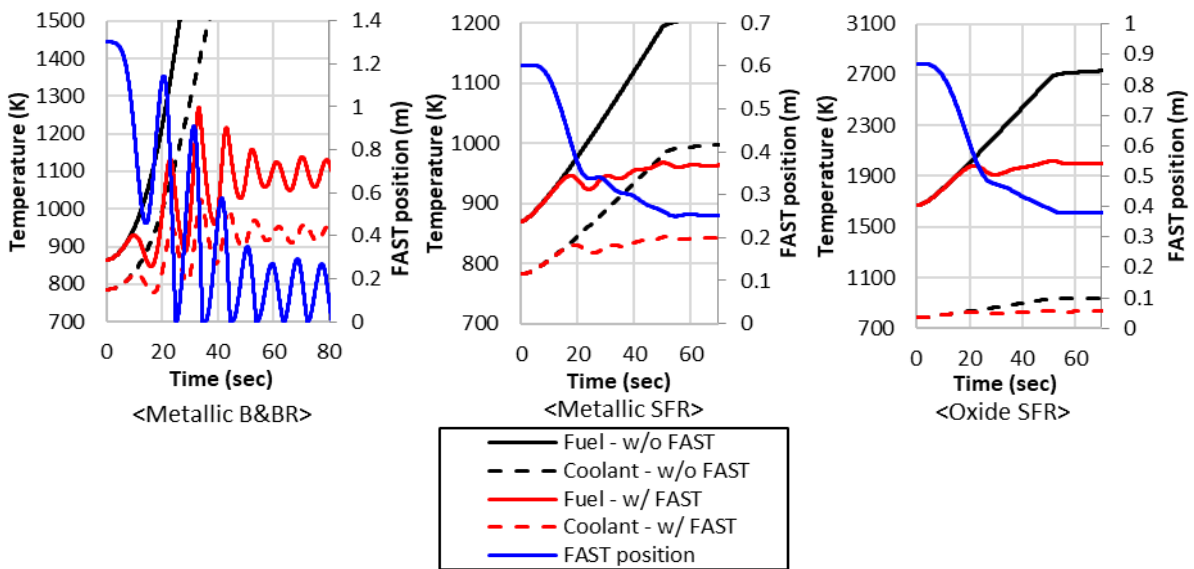 Temperature (K)
1500
1400
1300
1200
1100
1000
900
800
700
1.4
1.2
1
0.8
0.6
0.4
0.2
0
FAST position (m)
0 20 40 60 80
Time (sec)
<Metallic B&BR>
Temperature (K)
1200
1100
1000
900
800
700
0.7
0.6
0.5
0.4
0.3
0.2
0.1
0
FAST position (m)
0 20 40 60
Time (sec)
<Metallic SFR>
Temperature (K)
3100
2700
2300
1900
1500
1100
700
1
0.9
0.8
0.7
0.6
0.5
0.4
0.3
0.2
0.1
0
FAST position (m)
0 20 40 60
Time (sec)
<Oxide SFR>
Fuel - w/o FAST
Coolant - w/o FAST
Fuel - w/ FAST
Coolant - w/ FAST
FAST position